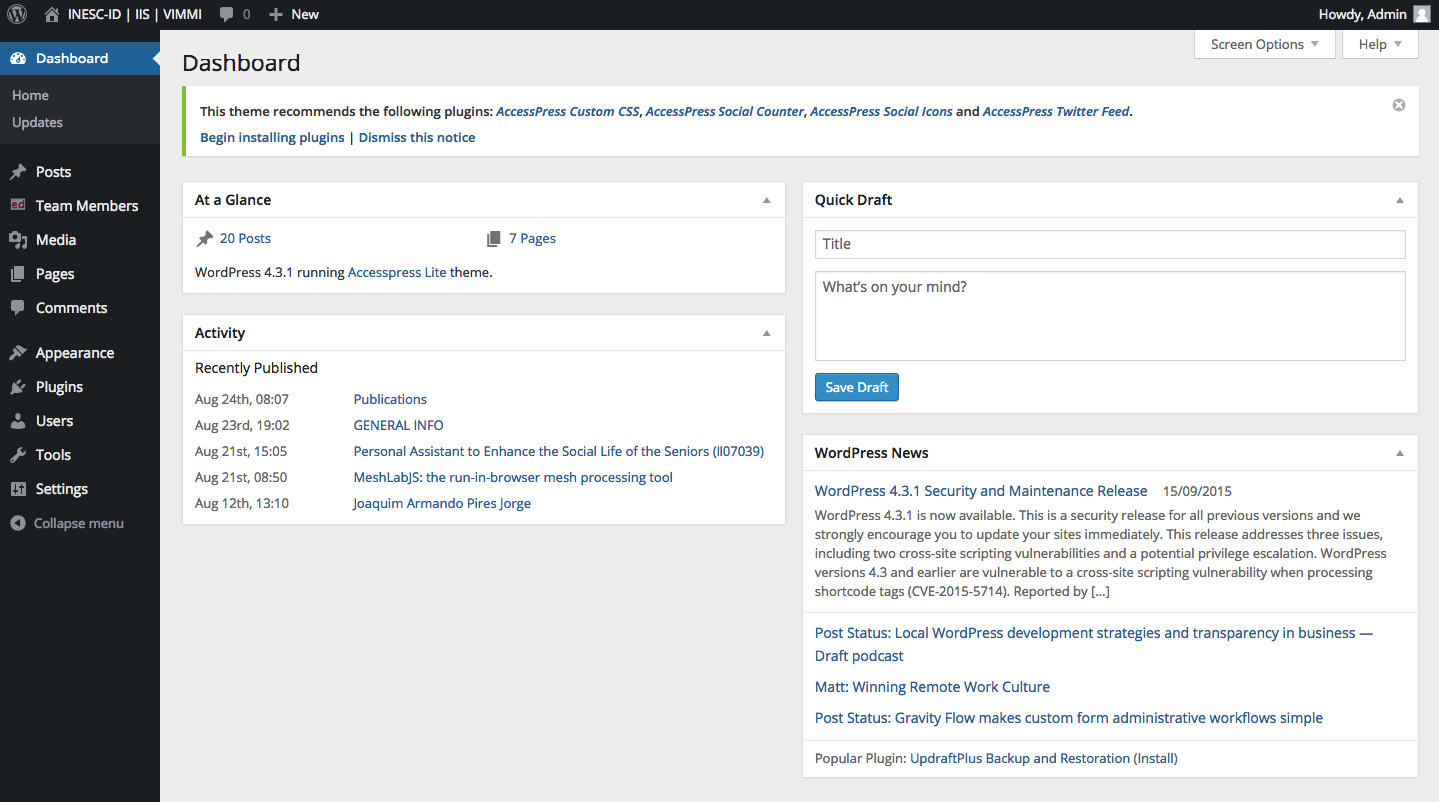 INESC-ID | IIS | VIMMI 0 New Howdy, Admin
Dashboard
Home
Updates
Posts
ed Team Members
Media
Pages
Comments
Appearance
Plugins
Users
Tools
Settings
Collapse menu
Screen Options Help
Dashboard
This theme recommends the following plugins: AccessPress Custom CSS, AccessPress Social Counter, AccessPress Social Icons and AccessPress Twitter Feed.
Begin installing plugins | Dismiss this notice
At a Glance
20 Posts 7 Pages
WordPress 4.3.1 running Accesspress Lite theme.
Activity
Recently Published
Aug 24th, 08:07 Publications
Aug 23rd, 19:02 GENERAL INFO
Aug 21st, 15:05 Personal Assistant to Enhance the Social Life of the Seniors (ll07039)
Aug 21st, 08:50 MeshLabJS: the run-in-browser mesh processing tool
Aug 12th, 13:10 Joaquim Armando Pires Jorge
Quick Draft
Title
What's on your mind?
Save Draft
WordPress News
WordPress 4.3.1 Security and Maintenance Release 15/09/2015
WordPress 4.3.1 is now available. This is a security release for all previous versions and we
strongly encourage you to update your sites immediately. This release addresses three issues,
including two cross-site scripting vulnerabilities and a potential privilege escalation. WordPress
versions 4.3 and earlier are vulnerable to a cross-site scripting vulnerability when processing
shortcode tags (CVE-2015-5714). Reported by [...]
Post Status: Local WordPress development strategies and transparency in business —
Draft podcast
Matt: Winning Remote Work Culture
Post Status: Gravity Flow makes custom form administrative workflows simple
Popular Plugin: UpdraftPlus Backup and Restoration (Install)